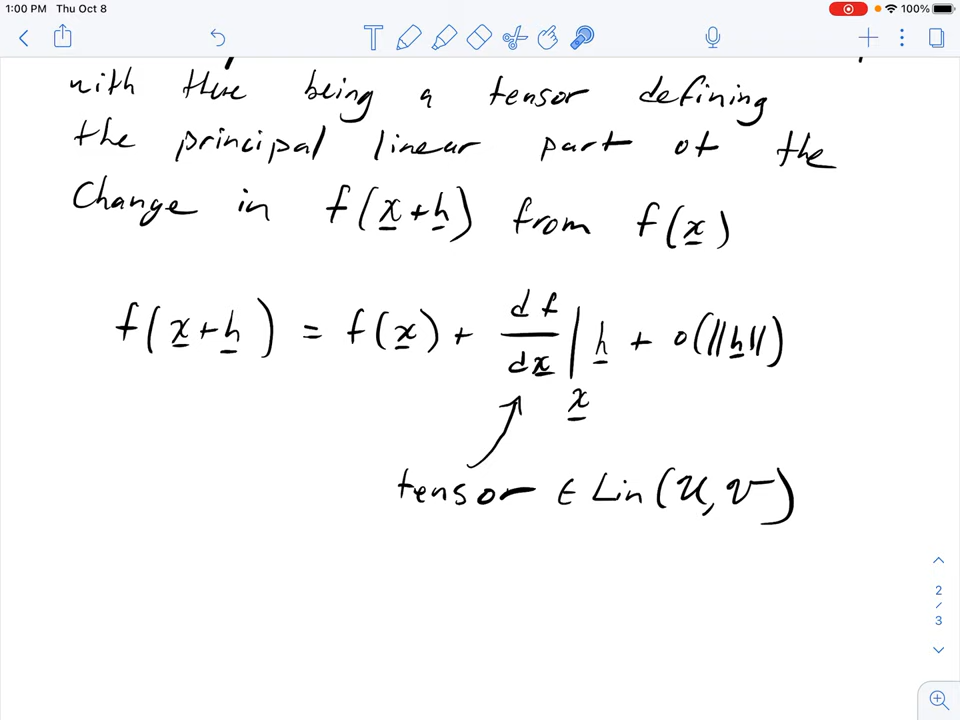 1:00 PM Thu Oct 8 100%
with there being a tensor defining
the principal linear part of the
Change in f(x+h) from f(x)
f(x+h) = f(x) + df/dx | h + o(||h||)
x
tensor ∈ Lin(U, V)
2
/
3